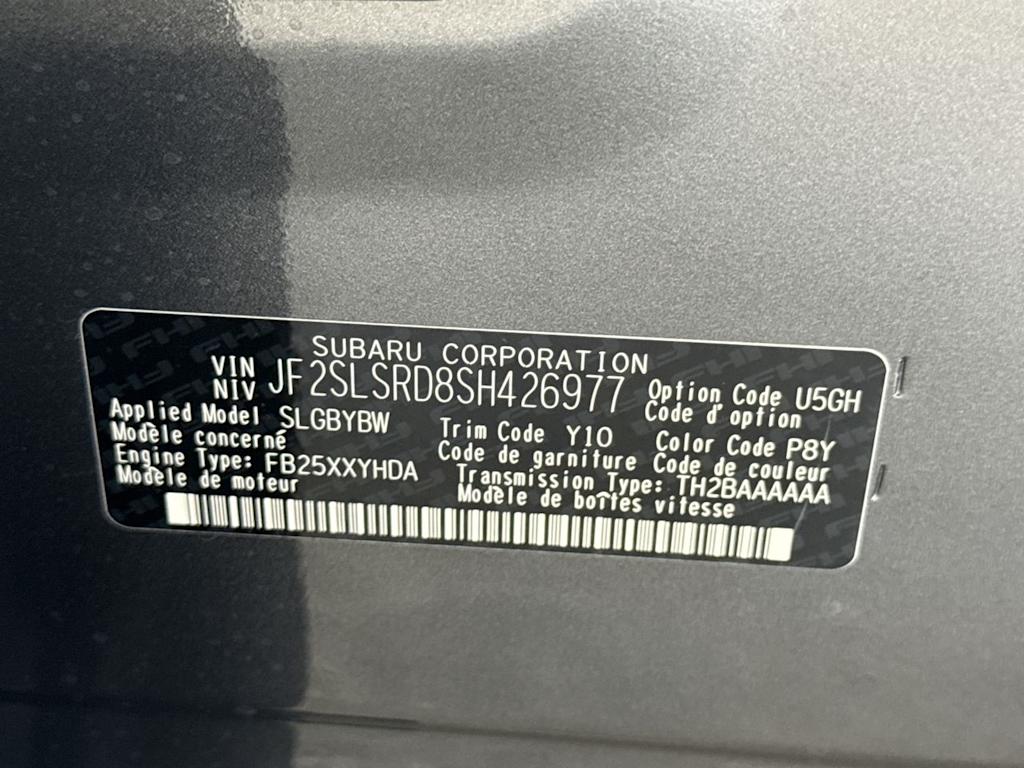 SUBARU CORPORATION
VIN
NIV JF2SLSRD8SH426977
Option Code U5GH
Code d'option
Applied Model SLGBYBW
Modèle concerné
Trim Code Y10
Code de garniture
Color Code P8Y
Code de couleur
Engine Type: FB25XXYHDA
Modèle de moteur
Transmission Type: TH2BAAAAAA
Modèle de boîtes vitesse